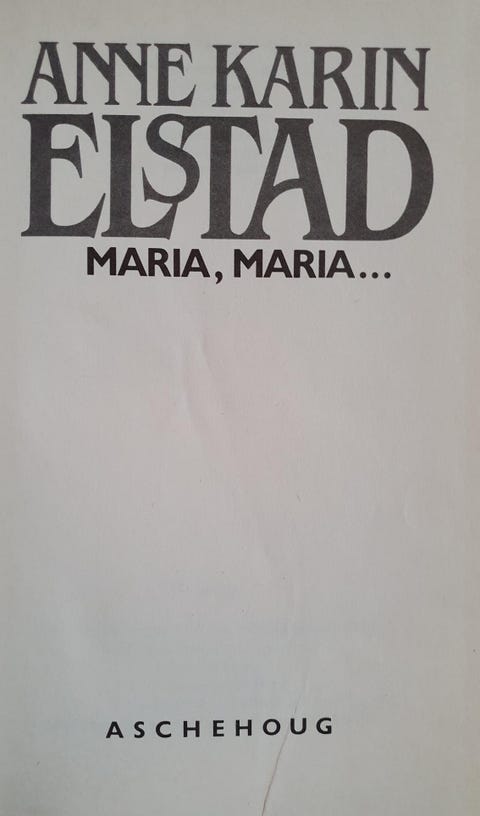 ANNE KARIN
ELSTAD
MARIA, MARIA...
ASCHEHOUG